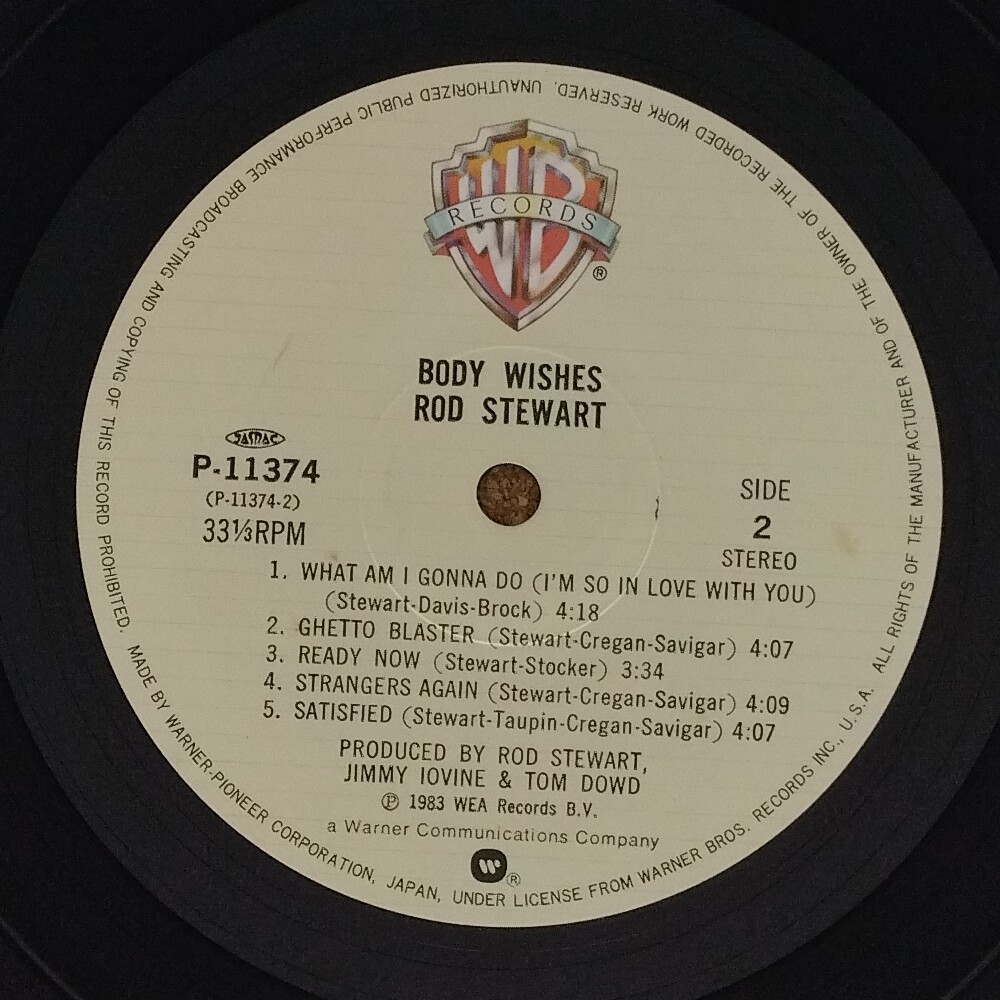 WB
RECORDS
®
BODY WISHES
ROD STEWART
JASRAC
P-11374
(P-11374-2)
33⅓RPM
SIDE
2
STEREO
1. WHAT AM I GONNA DO (I'M SO IN LOVE WITH YOU)
(Stewart-Davis-Brock) 4:18
2. GHETTO BLASTER (Stewart-Cregan-Savigar) 4:07
3. READY NOW (Stewart-Stocker) 3:34
4. STRANGERS AGAIN (Stewart-Cregan-Savigar) 4:09
5. SATISFIED (Stewart-Taupin-Cregan-Savigar) 4:07
PRODUCED BY ROD STEWART,
JIMMY IOVINE & TOM DOWD
℗ 1983 WEA Records B.V.
a Warner Communications Company
®
MADE BY WARNER-PIONEER CORPORATION, JAPAN, UNDER LICENSE FROM WARNER BROS. RECORDS INC., U.S.A. ALL RIGHTS OF THE MANUFACTURER AND OF THE OWNER OF THE RECORDED WORK RESERVED. UNAUTHORIZED PUBLIC PERFORMANCE BROADCASTING AND COPYING OF THIS RECORD PROHIBITED.